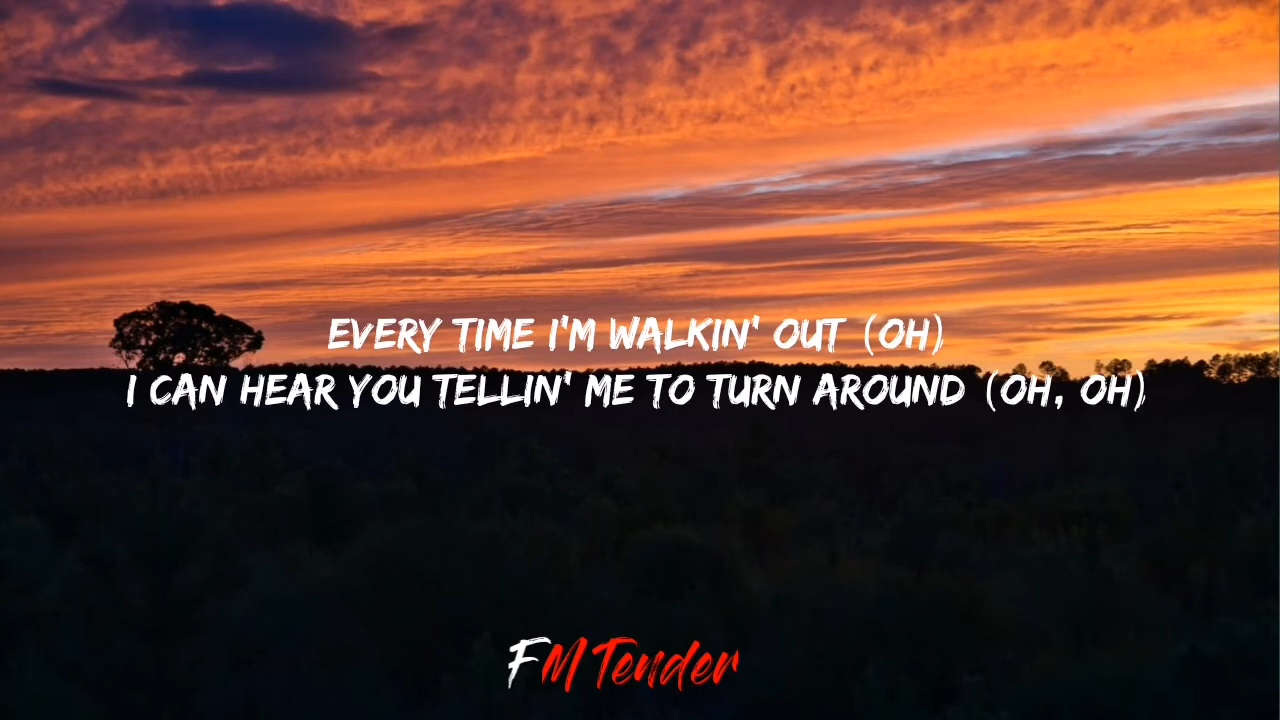 EVERY TIME I'M WALKIN' OUT (OH)
I CAN HEAR YOU TELLIN' ME TO TURN AROUND (OH, OH)
FM Tender